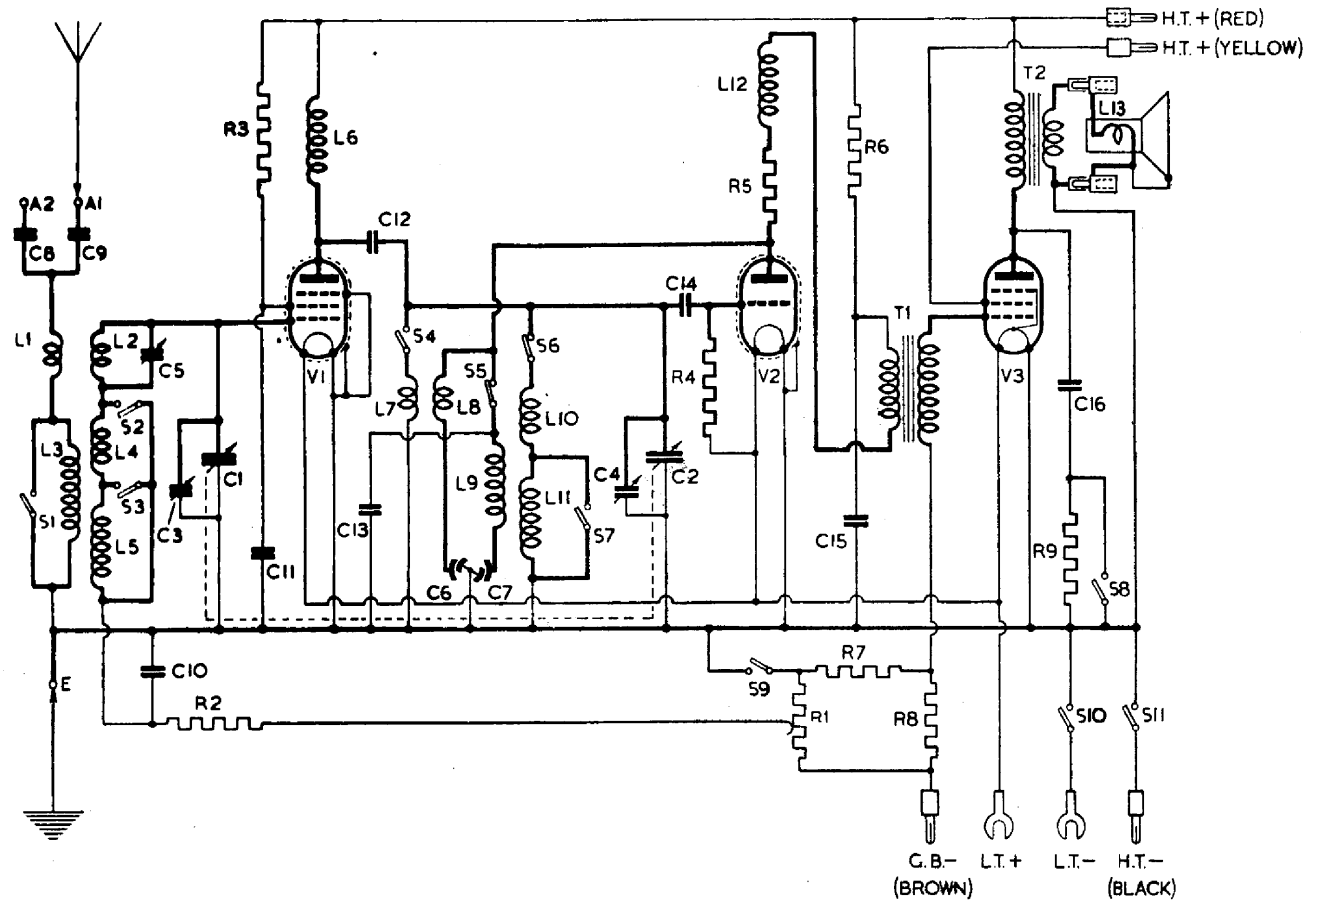 H.T.+(RED)
H.T.+(YELLOW)
T2
L13
L12
R3
L6
R6
R5
A2
A1
C12
C8
C9
C14
T1
L1
L2
C5
V1
S4
S5
S6
R4
V2
V3
S2
L7
L8
L10
C16
L3
L4
C1
C4
C2
L9
L11
S1
S3
C3
C13
S7
C15
L5
R9
C11
C6
C7
S8
C10
R7
E
S9
R2
R1
R8
S10
S11
G.B.-
(BROWN)
L.T.+
L.T.-
H.T.-
(BLACK)